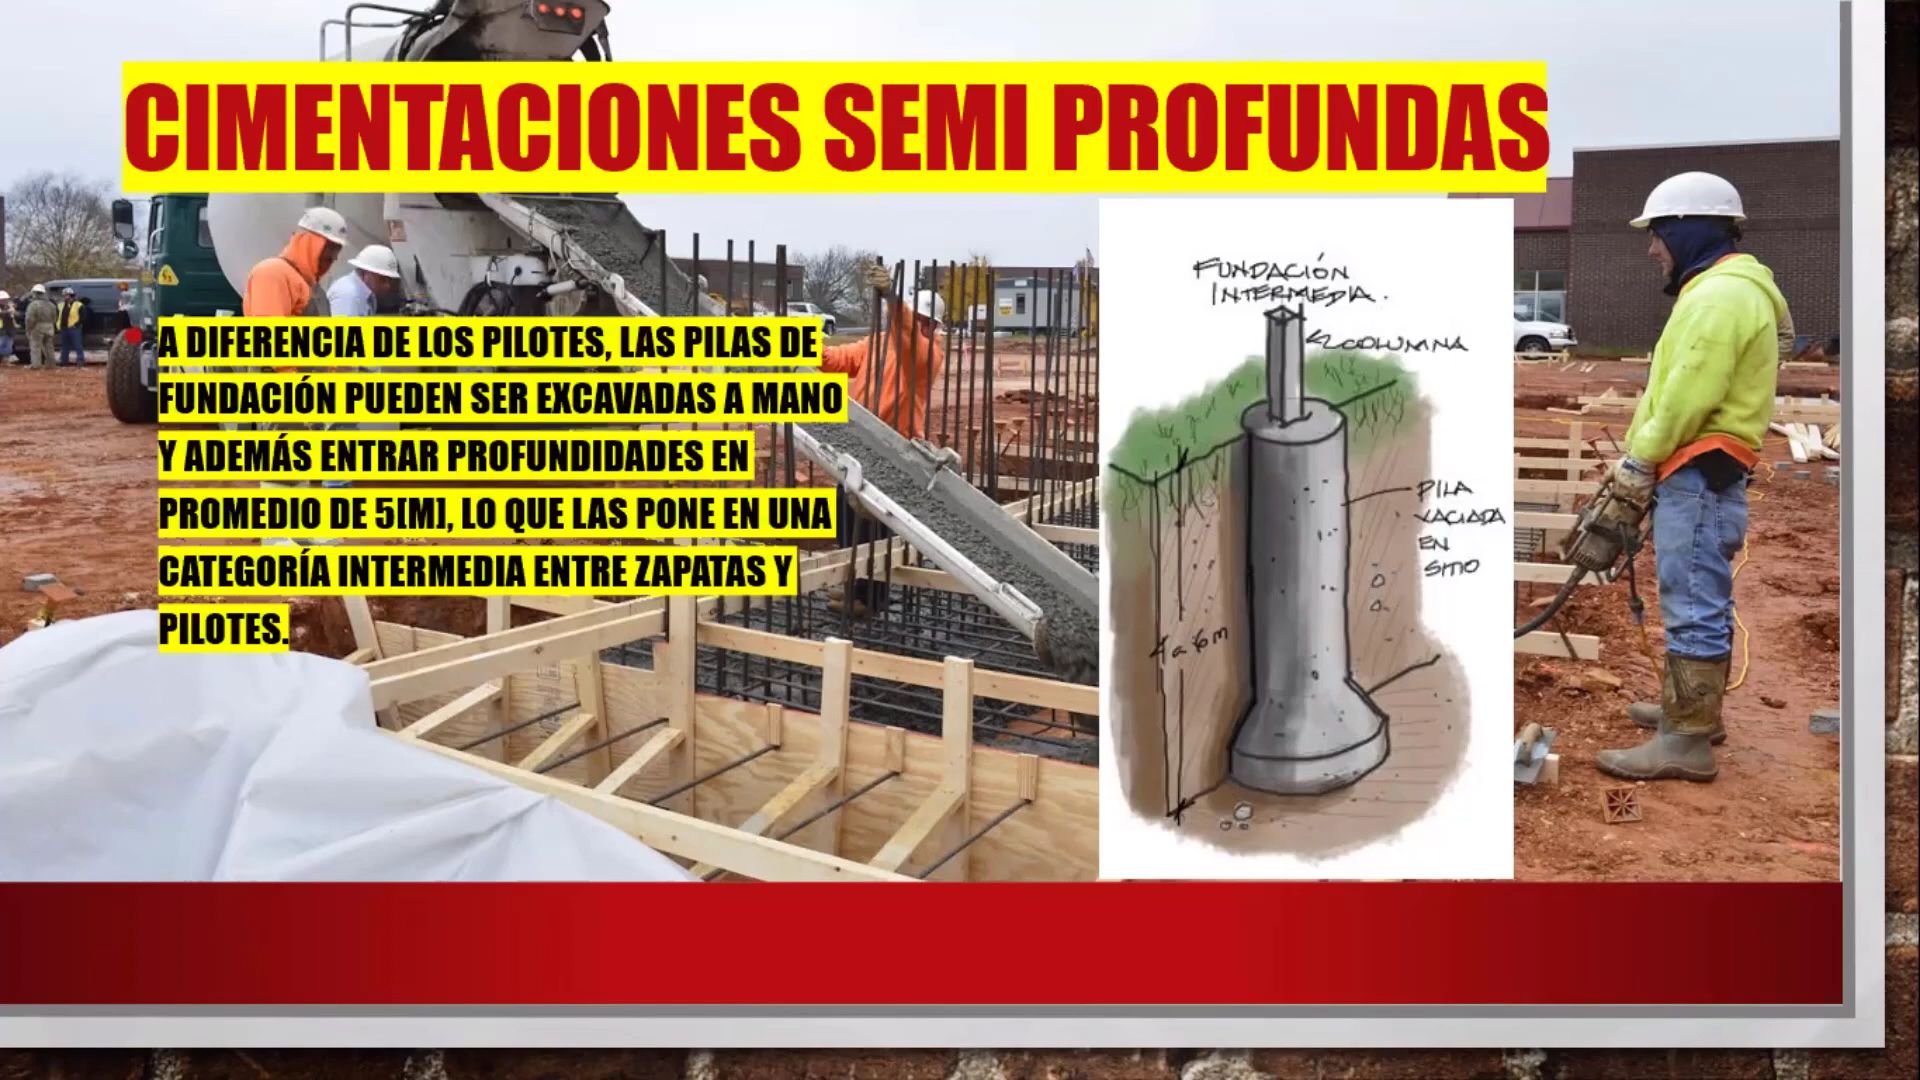 CIMENTACIONES SEMI PROFUNDAS
A DIFERENCIA DE LOS PILOTES, LAS PILAS DE
FUNDACIÓN PUEDEN SER EXCAVADAS A MANO
Y ADEMÁS ENTRAR PROFUNDIDADES EN
PROMEDIO DE 5[M], LO QUE LAS PONE EN UNA
CATEGORÍA INTERMEDIA ENTRE ZAPATAS Y
PILOTES.
FUNDACIÓN
INTERMEDIA.
COLUMNA
PILA
VACIADA
EN
SITIO
4 a 6 m